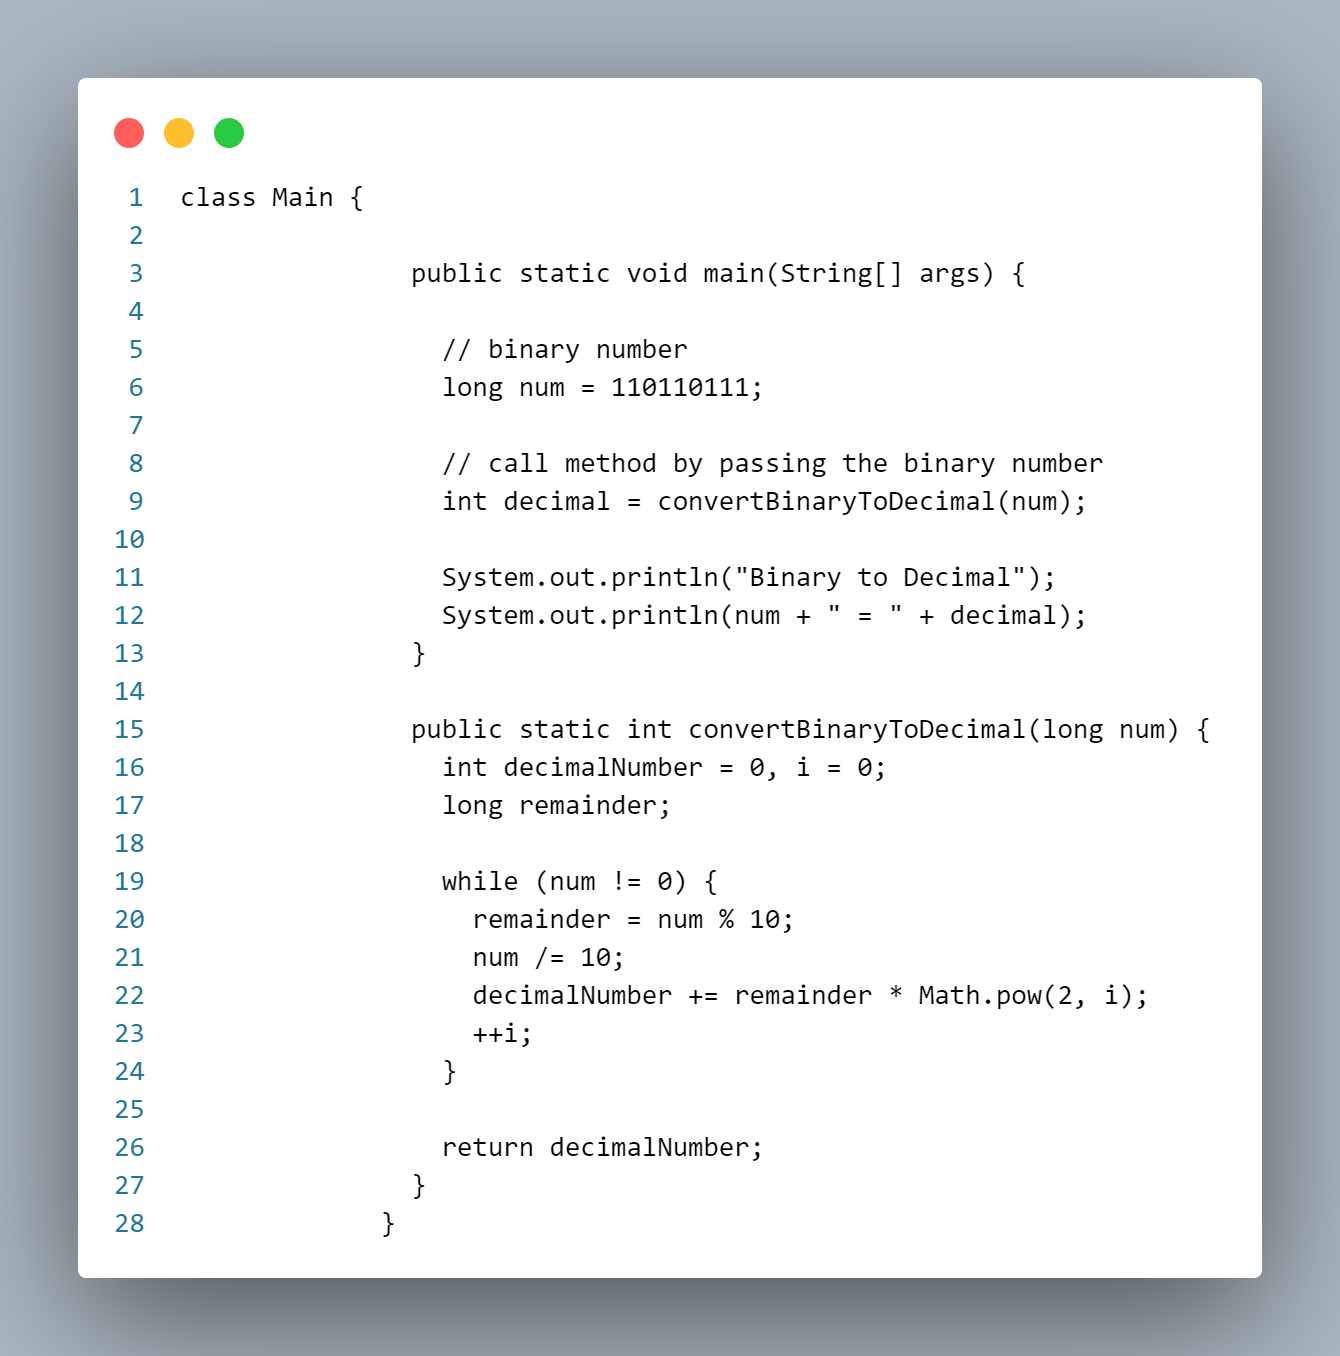 1 class Main {
2
3 public static void main(String[] args) {
4
5 // binary number
6 long num = 110110111;
7
8 // call method by passing the binary number
9 int decimal = convertBinaryToDecimal(num);
10
11 System.out.println("Binary to Decimal");
12 System.out.println(num + " = " + decimal);
13 }
14
15 public static int convertBinaryToDecimal(long num) {
16 int decimalNumber = 0, i = 0;
17 long remainder;
18
19 while (num != 0) {
20 remainder = num % 10;
21 num /= 10;
22 decimalNumber += remainder * Math.pow(2, i);
23 ++i;
24 }
25
26 return decimalNumber;
27 }
28 }